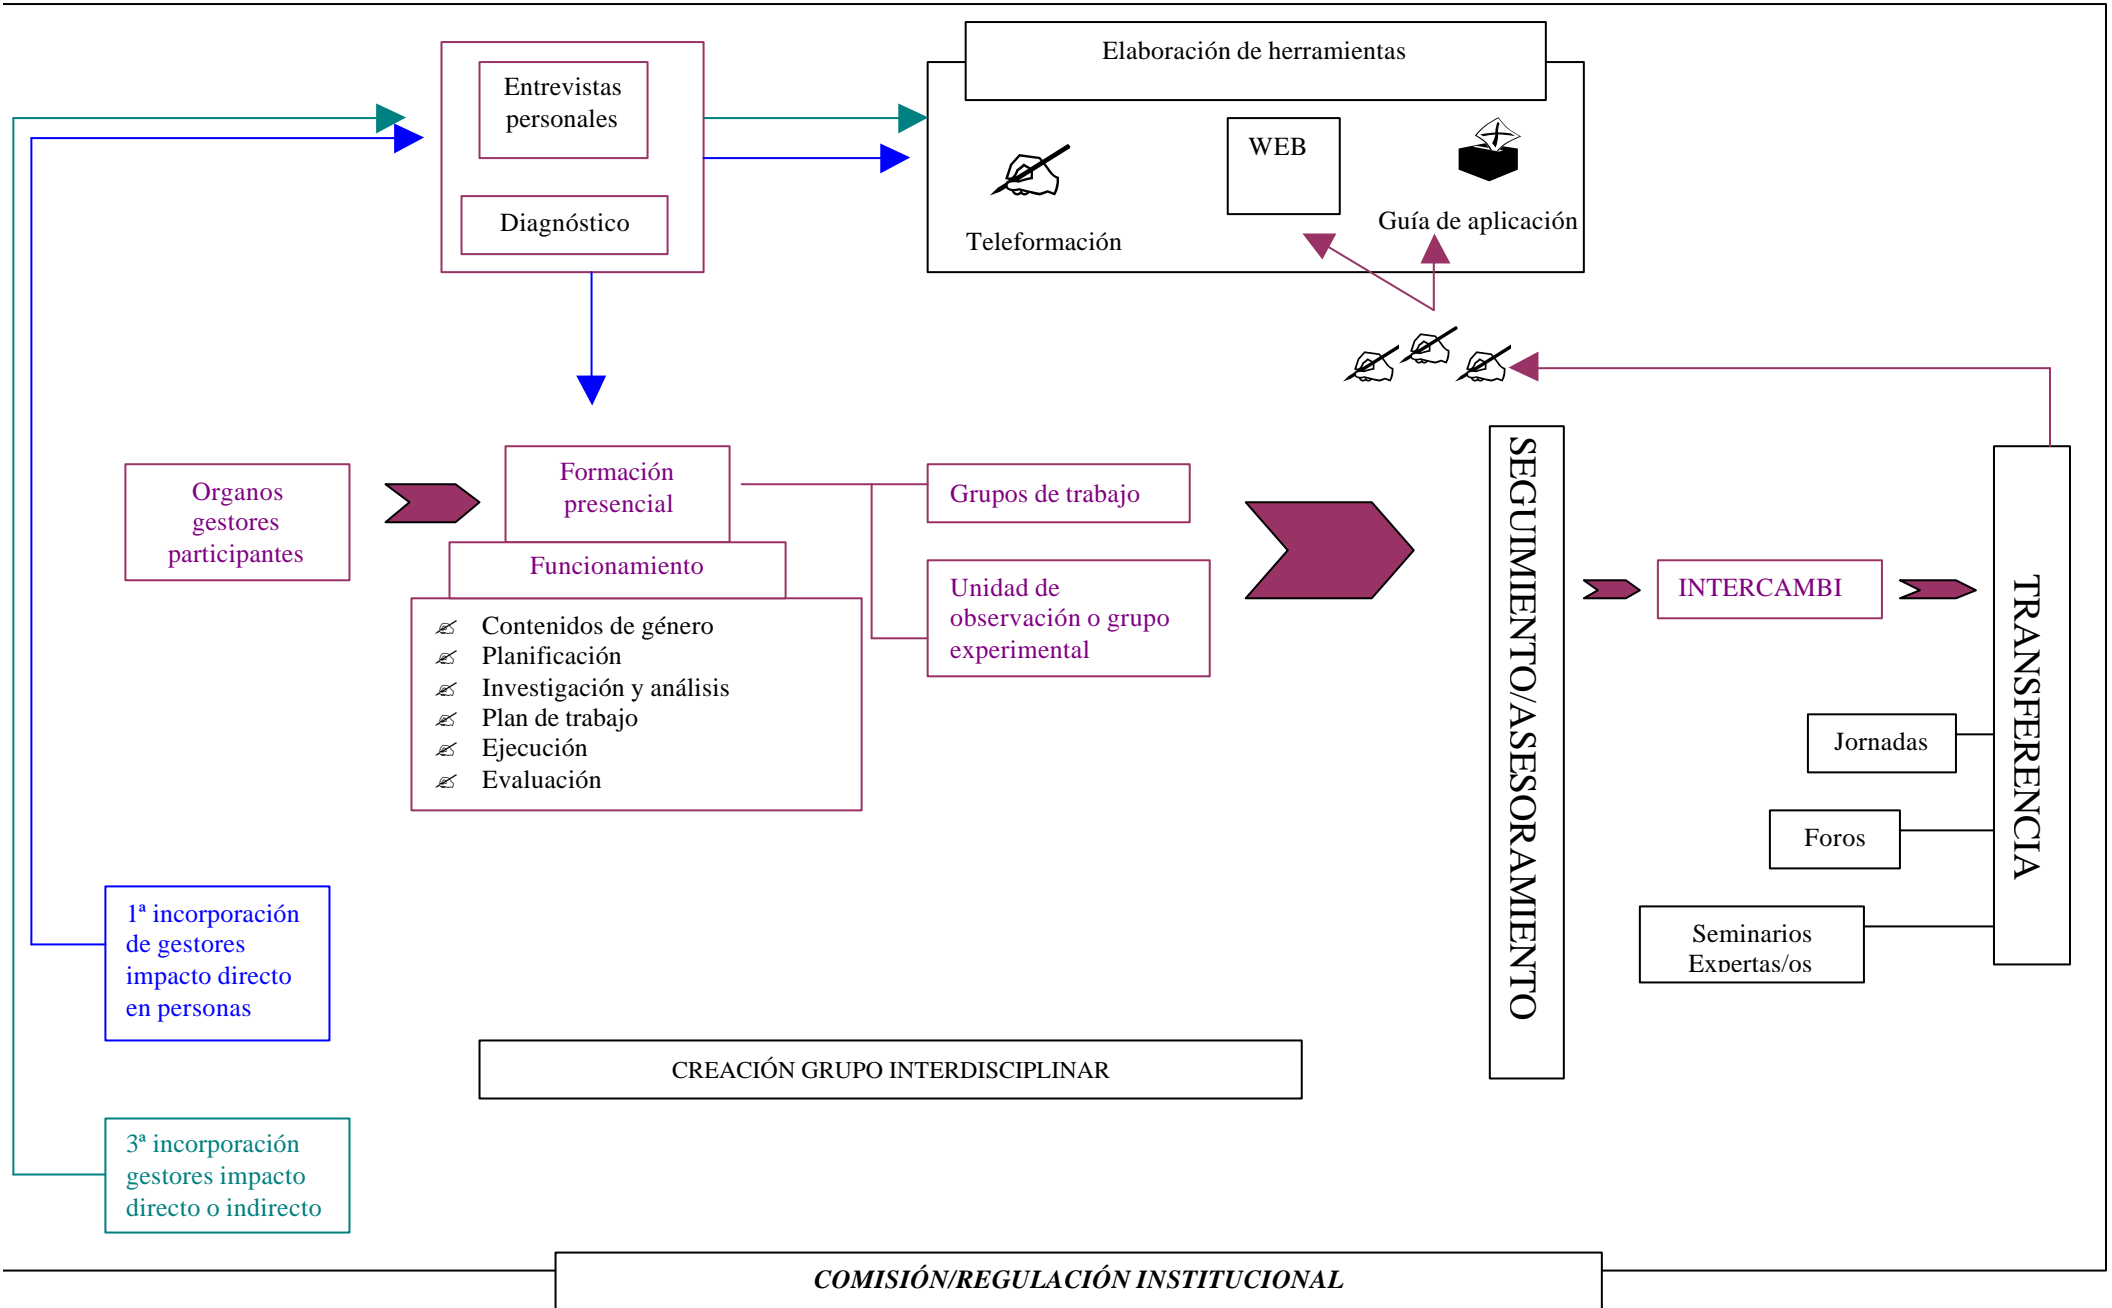 Elaboración de herramientas
Entrevistas
personales
Diagnóstico
WEB
Teleformación
Guía de aplicación
Organos
gestores
participantes
Formación
presencial
Funcionamiento
Contenidos de género
Planificación
Investigación y análisis
Plan de trabajo
Ejecución
Evaluación
Grupos de trabajo
Unidad de
observación o grupo
experimental
SEGUIMIENTO/ASESORAMIENTO
INTERCAMBI
TRANSFERENCIA
Jornadas
Foros
Seminarios
Expertas/os
1ª incorporación
de gestores
impacto directo
en personas
CREACIÓN GRUPO INTERDISCIPLINAR
3ª incorporación
gestores impacto
directo o indirecto
COMISIÓN/REGULACIÓN INSTITUCIONAL